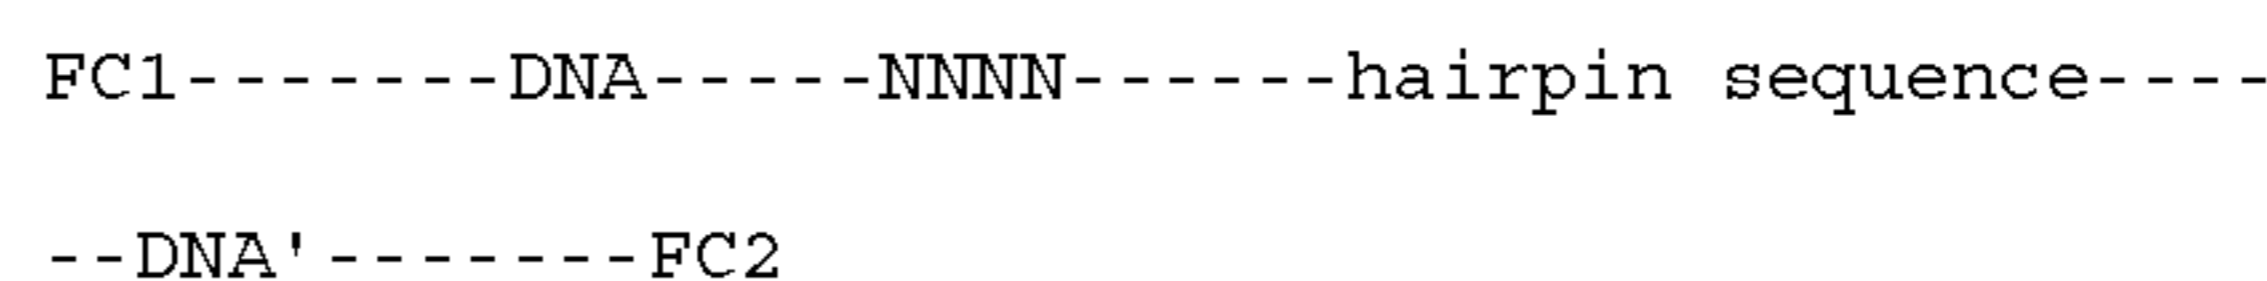 FC1-------DNA-----NNNN------hairpin sequence----
--DNA'-------FC2